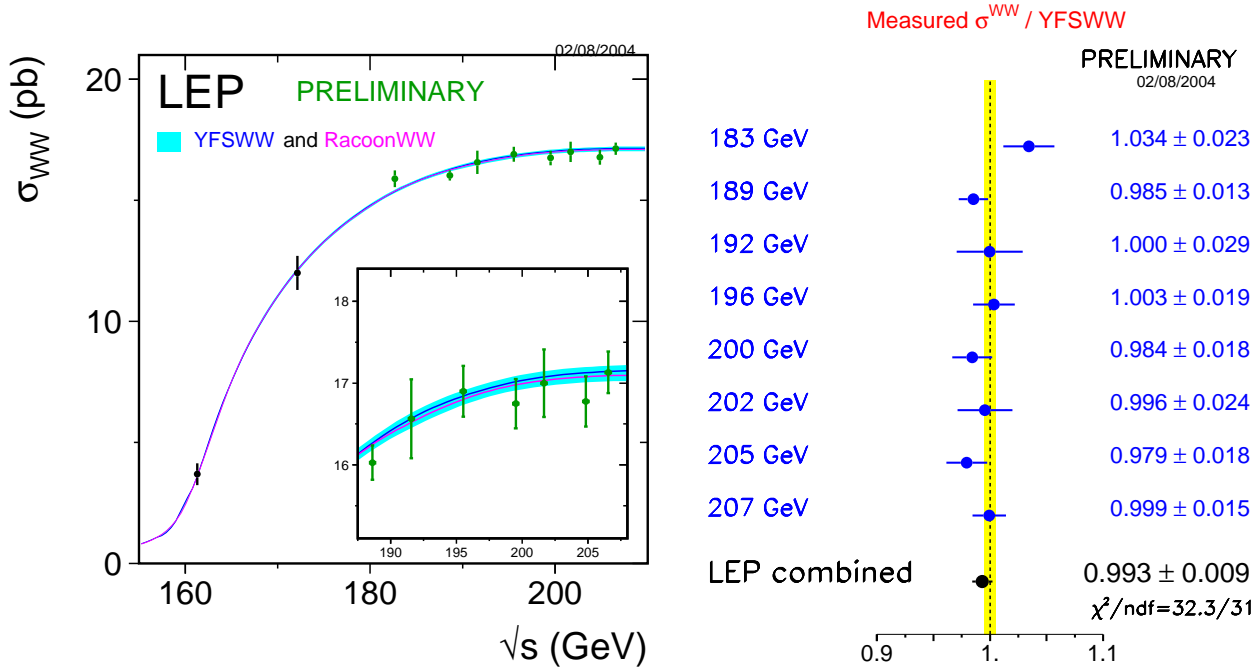 02/08/2004
σWW (pb)
20
10
0
LEP PRELIMINARY
YFSWW and RacoonWW
18
17
16
190 195 200 205
160 180 200
√s (GeV)
Measured σ^WW / YFSWW
PRELIMINARY
02/08/2004
183 GeV 1.034 ± 0.023
189 GeV 0.985 ± 0.013
192 GeV 1.000 ± 0.029
196 GeV 1.003 ± 0.019
200 GeV 0.984 ± 0.018
202 GeV 0.996 ± 0.024
205 GeV 0.979 ± 0.018
207 GeV 0.999 ± 0.015
LEP combined 0.993 ± 0.009
χ²/ndf=32.3/31
0.9 1. 1.1